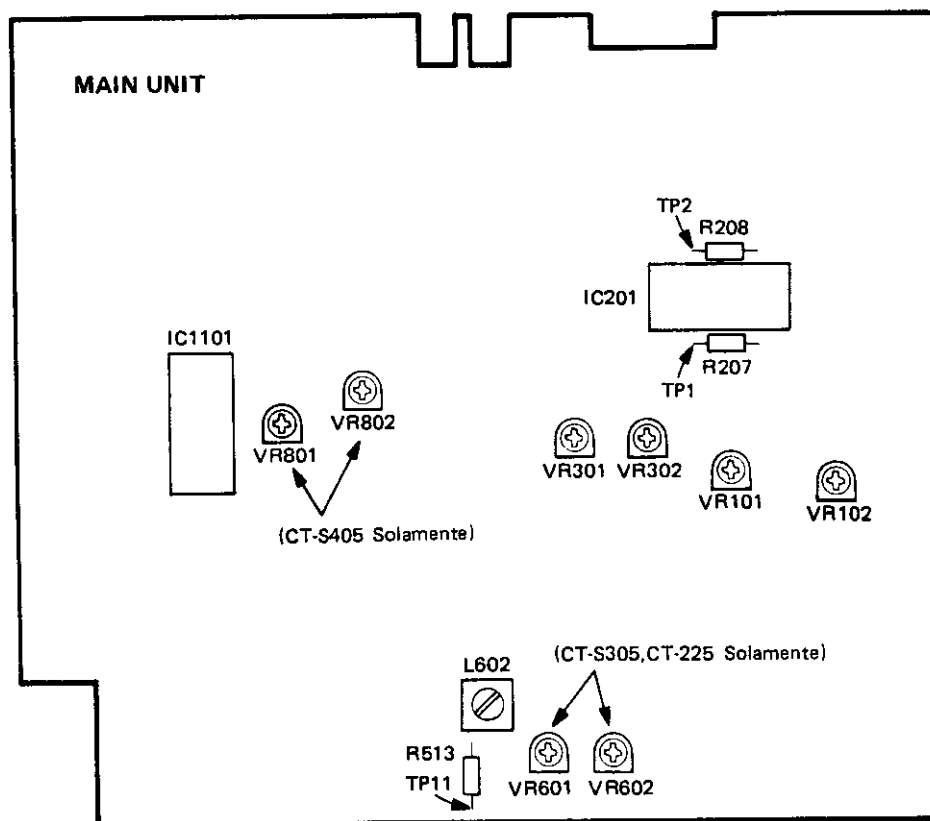 MAIN UNIT
TP2
R208
IC201
R207
TP1
IC1101
VR802
VR801
(CT-S405 Solamente)
VR301
VR302
VR101
VR102
(CT-S305,CT-225 Solamente)
L602
R513
TP11
VR601
VR602